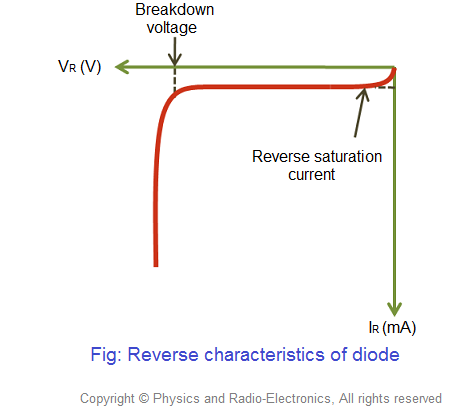 Breakdown
voltage
VR (V)
Reverse saturation
current
IR (mA)
Fig: Reverse characteristics of diode
Copyright © Physics and Radio-Electronics, All rights reserved